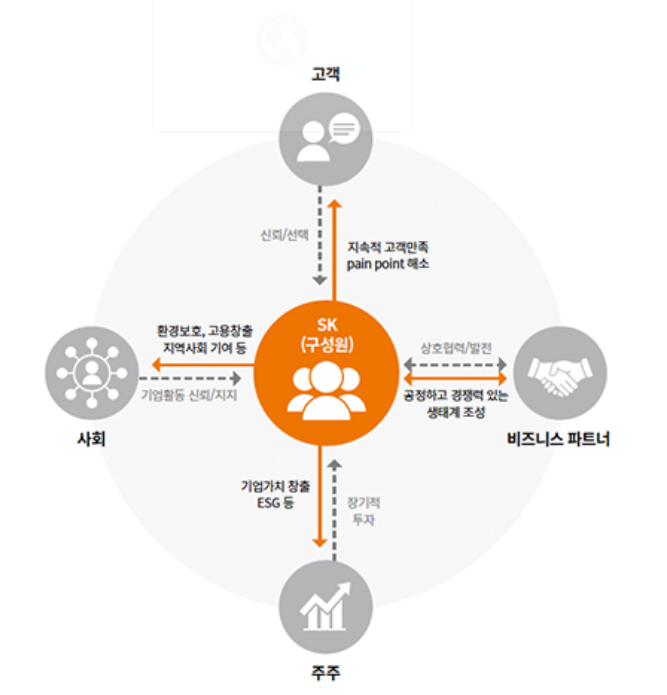 고객
신뢰/선택
지속적 고객만족
pain point 해소
SK
(구성원)
환경보호, 고용창출
지역사회 기여 등
기업활동 신뢰/지지
사회
상호협력/발전
공정하고 경쟁력 있는
생태계 조성
비즈니스 파트너
기업가치 창출
ESG 등
장기적
투자
주주